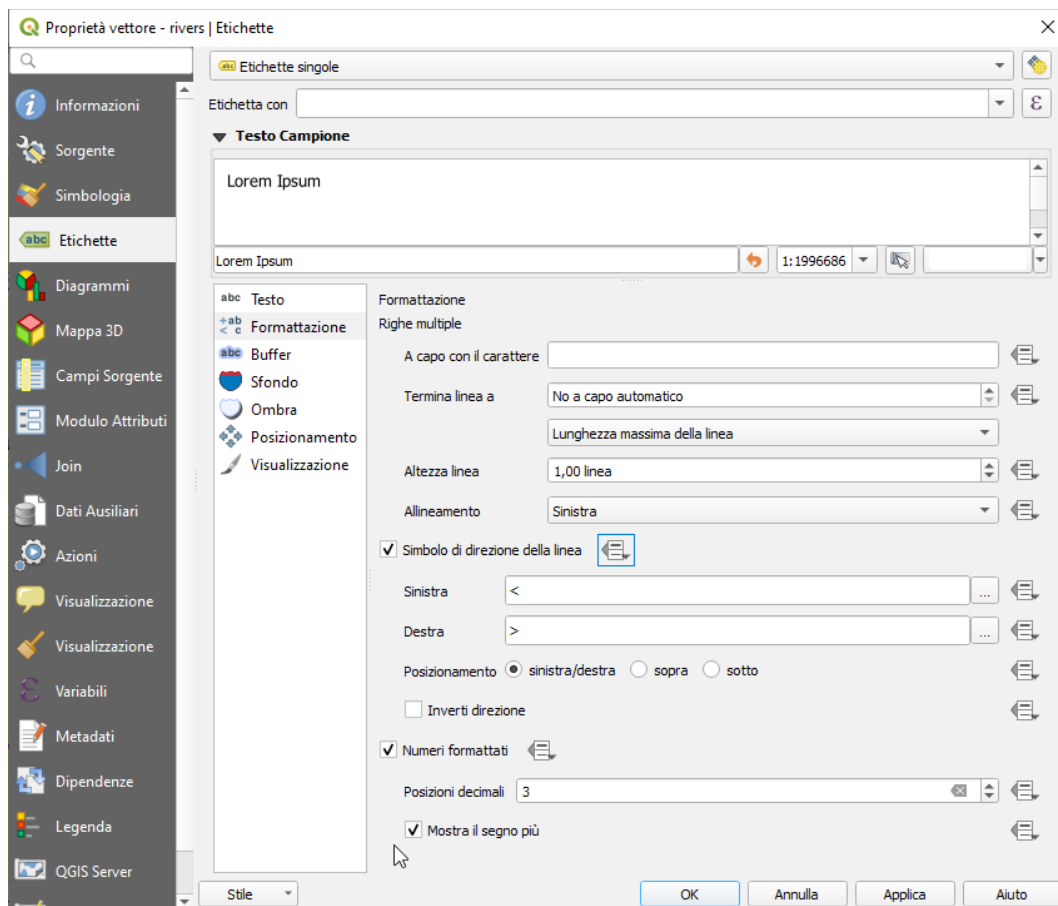 Proprietà vettore - rivers | Etichette
Informazioni
Sorgente
Simbologia
abc Etichette
Diagrammi
Mappa 3D
Campi Sorgente
Modulo Attributi
Join
Dati Ausiliari
Azioni
Visualizzazione
Visualizzazione
Variabili
Metadati
Dipendenze
Legenda
QGIS Server
abc Etichette singole
Etichetta con
ε
Testo Campione
Lorem Ipsum
Lorem Ipsum
1:1996686
abc Testo
+ab < c Formattazione
abc Buffer
Sfondo
Ombra
Posizionamento
Visualizzazione
Formattazione
Righe multiple
A capo con il carattere
Termina linea a No a capo automatico
Lunghezza massima della linea
Altezza linea 1,00 linea
Allineamento Sinistra
Simbolo di direzione della linea
Sinistra < ...
Destra > ...
Posizionamento sinistra/destra sopra sotto
Inverti direzione
Numeri formattati
Posizioni decimali 3
Mostra il segno più
Stile OK Annulla Applica Aiuto